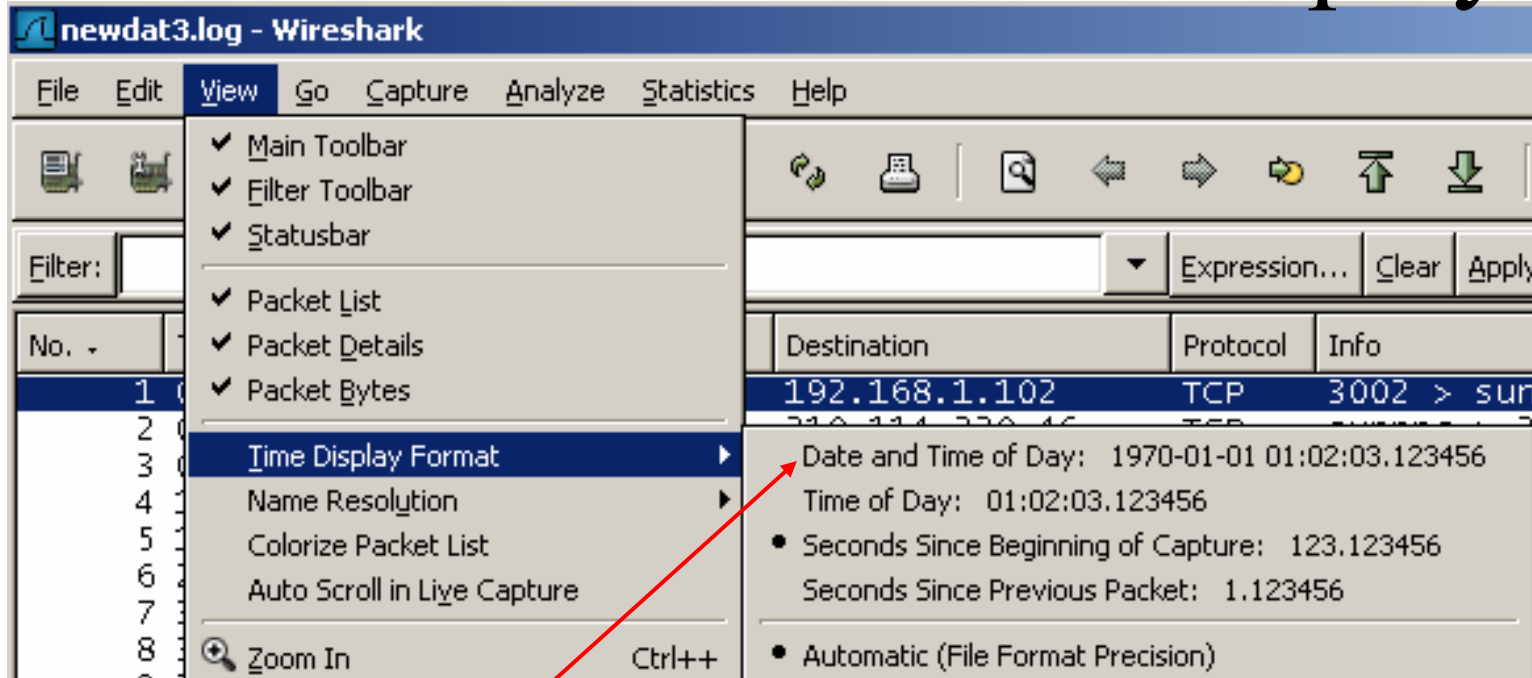 newdat3.log - Wireshark
File Edit View Go Capture Analyze Statistics Help
Main Toolbar
Filter Toolbar
Statusbar
Filter:
Expression... Clear Apply
Packet List
Packet Details
Packet Bytes
No. Destination Protocol Info
1 192.168.1.102 TCP 3002 >
2
3
4
5
6
7
8
Time Display Format
Name Resolution
Colorize Packet List
Auto Scroll in Live Capture
Zoom In Ctrl++
Date and Time of Day: 1970-01-01 01:02:03.123456
Time of Day: 01:02:03.123456
Seconds Since Beginning of Capture: 123.123456
Seconds Since Previous Packet: 1.123456
Automatic (File Format Precision)